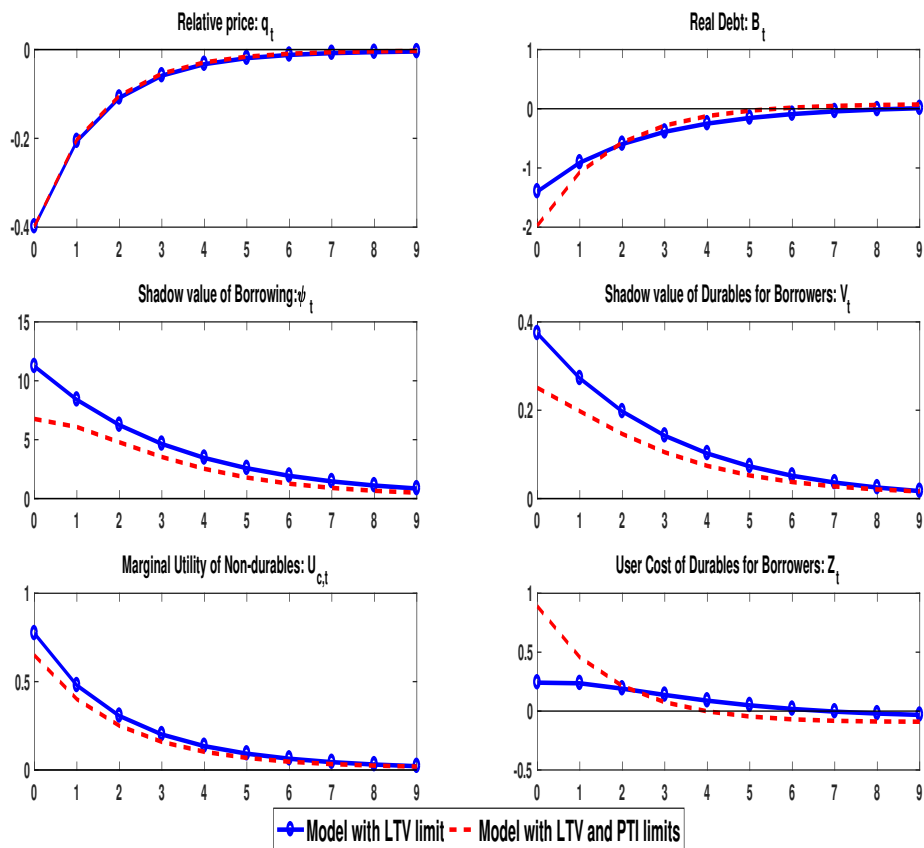 Relative price: q_t
0
-0.2
-0.4
0 1 2 3 4 5 6 7 8 9
Real Debt: B_t
1
0
-1
-2
0 1 2 3 4 5 6 7 8 9
Shadow value of Borrowing:ψ_t
15
10
5
0
0 1 2 3 4 5 6 7 8 9
Shadow value of Durables for Borrowers: V_t
0.4
0.2
0
0 1 2 3 4 5 6 7 8 9
Marginal Utility of Non-durables: U_c,t
1
0.5
0
0 1 2 3 4 5 6 7 8 9
User Cost of Durables for Borrowers: Z_t
1
0.5
0
-0.5
0 1 2 3 4 5 6 7 8 9
Model with LTV limit Model with LTV and PTI limits